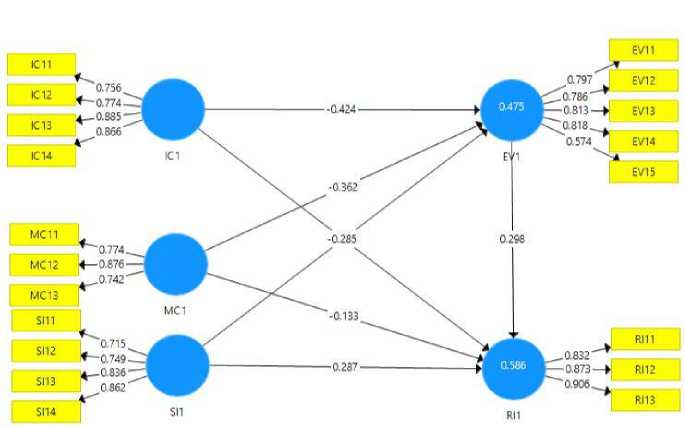 IC11
IC12
IC13
IC14
0.756
0.774
0.885
0.866
IC1
MC11
MC12
MC13
0.774
0.876
0.742
MC1
SI11
SI12
SI13
SI14
0.715
0.749
0.836
0.862
SI1
-0.424
-0.362
-0.285
-0.133
0.287
0.298
0.475
EV1
0.797
0.786
0.813
0.818
0.574
EV11
EV12
EV13
EV14
EV15
0.586
RI1
0.832
0.873
0.906
RI11
RI12
RI13